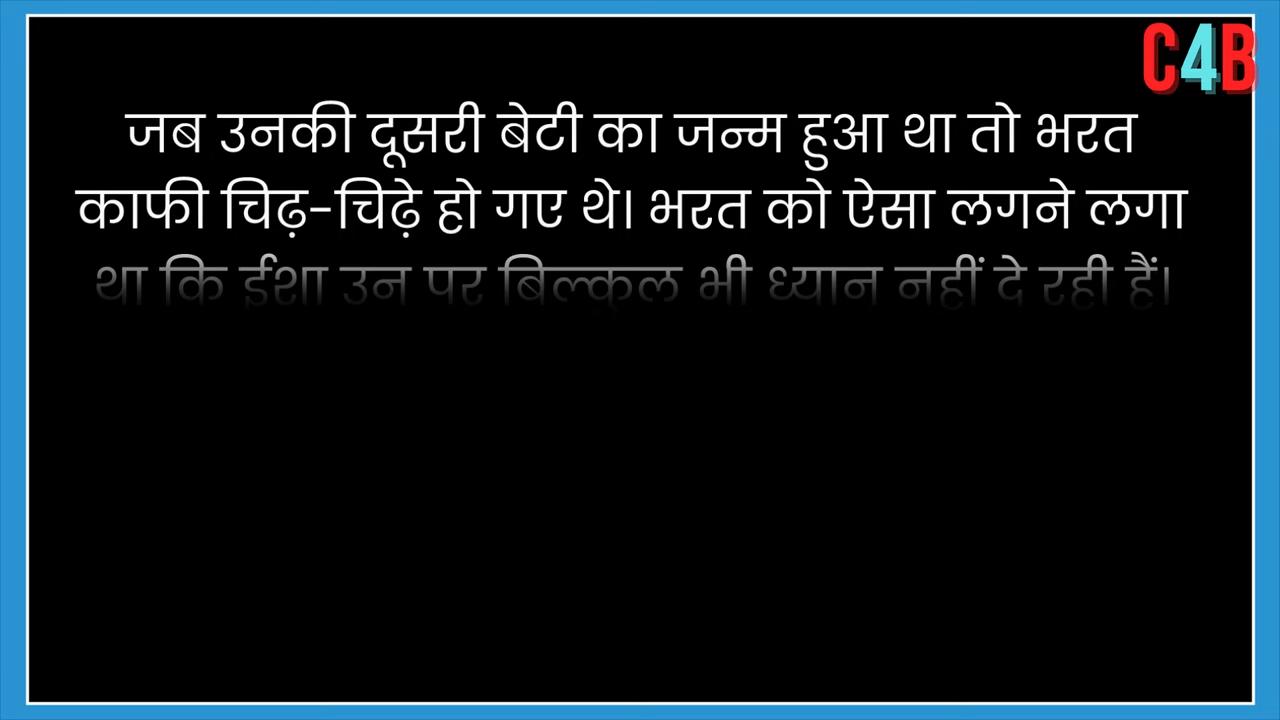 C4B
जब उनकी दूसरी बेटी का जन्म हुआ था तो भरत
काफी चिढ़-चिढ़े हो गए थे। भरत को ऐसा लगने लगा
था कि ईशा उन पर बिल्कुल भी ध्यान नहीं दे रही हैं।